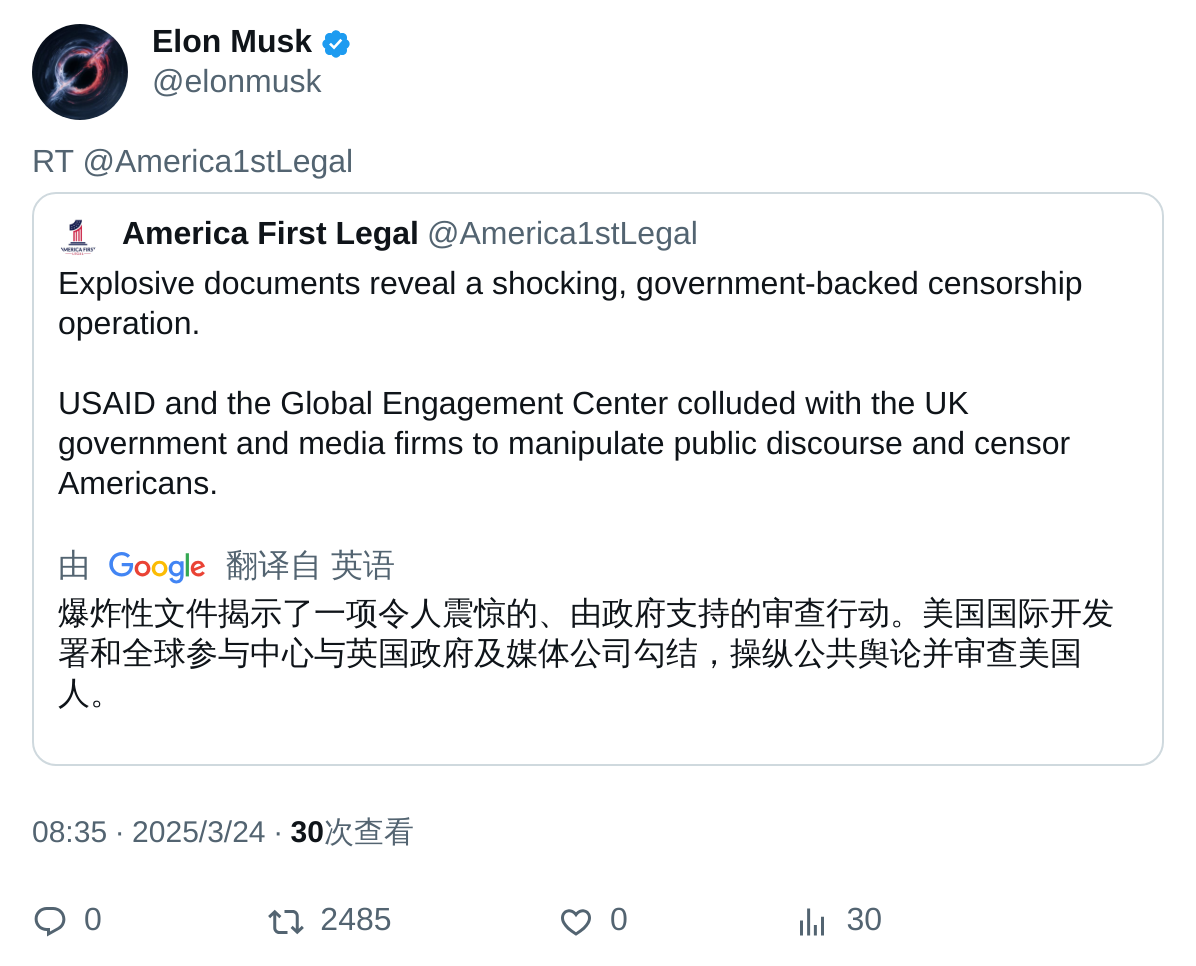 Elon Musk
@elonmusk
RT @America1stLegal
America First Legal @America1stLegal
Explosive documents reveal a shocking, government-backed censorship
operation.
USAID and the Global Engagement Center colluded with the UK
government and media firms to manipulate public discourse and censor
Americans.
由 Google 翻译自 英语
爆炸性文件揭示了一项令人震惊的、由政府支持的审查行动。美国国际开发
署和全球参与中心与英国政府及媒体公司勾结，操纵公共舆论并审查美国
人。
08:35 · 2025/3/24 · 30次查看
0 2485 0 30